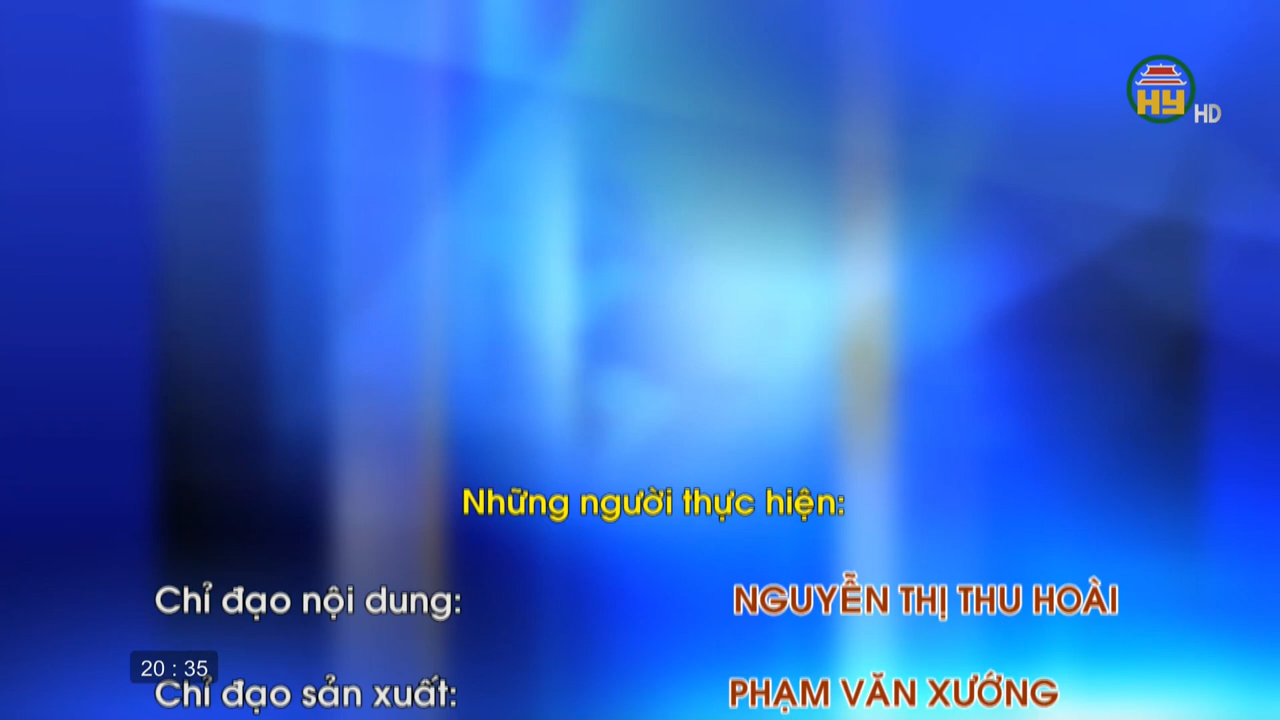 HY HD
Những người thực hiện:
Chỉ đạo nội dung: NGUYỄN THỊ THU HOÀI
20 : 35
Chỉ đạo sản xuất: PHẠM VĂN XƯỚNG